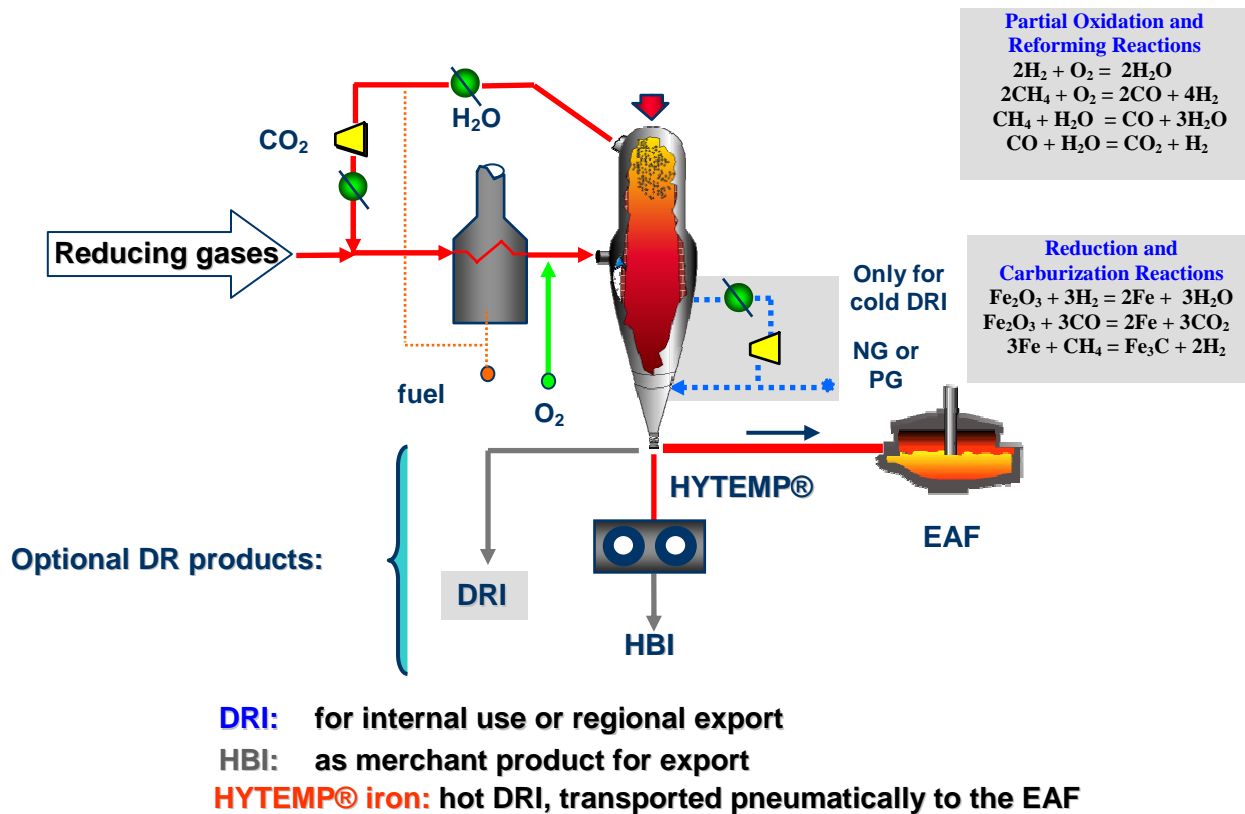 Partial Oxidation and
Reforming Reactions
2H₂ + O₂ = 2H₂O
2CH₄ + O₂ = 2CO + 4H₂
CH₄ + H₂O = CO + 3H₂O
CO + H₂O = CO₂ + H₂
H₂O
CO₂
Reducing gases
Reduction and
Carburization Reactions
Fe₂O₃ + 3H₂ = 2Fe + 3H₂O
Fe₂O₃ + 3CO = 2Fe + 3CO₂
3Fe + CH₄ = Fe₃C + 2H₂
Only for
cold DRI
NG or
PG
fuel
O₂
HYTEMP®
EAF
Optional DR products:
DRI
HBI
DRI: for internal use or regional export
HBI: as merchant product for export
HYTEMP® iron: hot DRI, transported pneumatically to the EAF